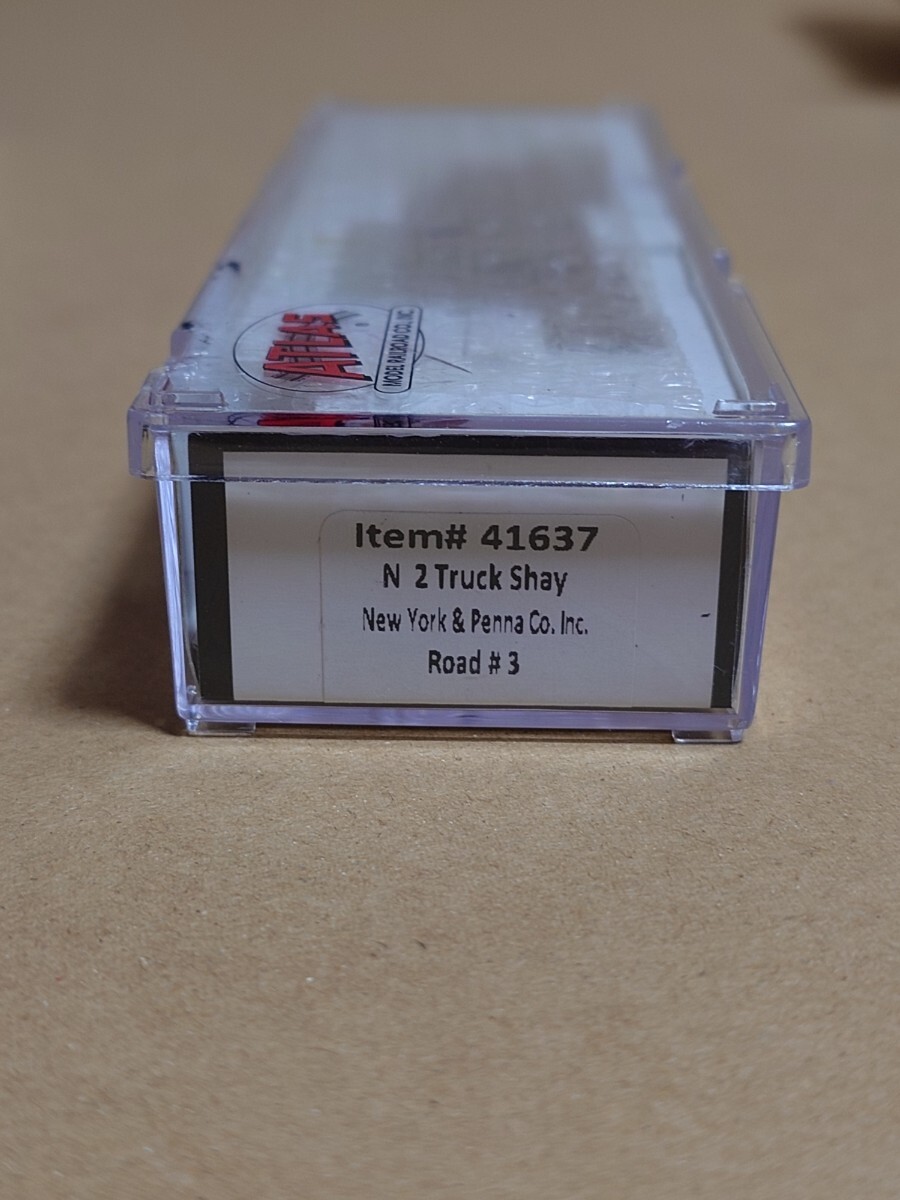 ATLAS
MODEL RAILROAD CO., INC.
Item# 41637
N 2 Truck Shay
New York & Penna Co. Inc.
Road # 3